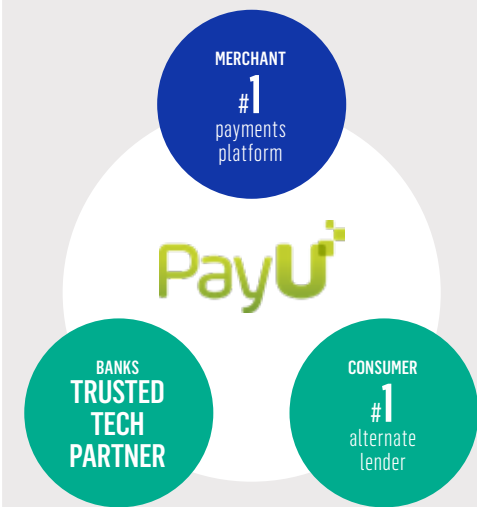 MERCHANT
#1
payments
platform
PayU
BANKS
TRUSTED
TECH
PARTNER
CONSUMER
#1
alternate
lender